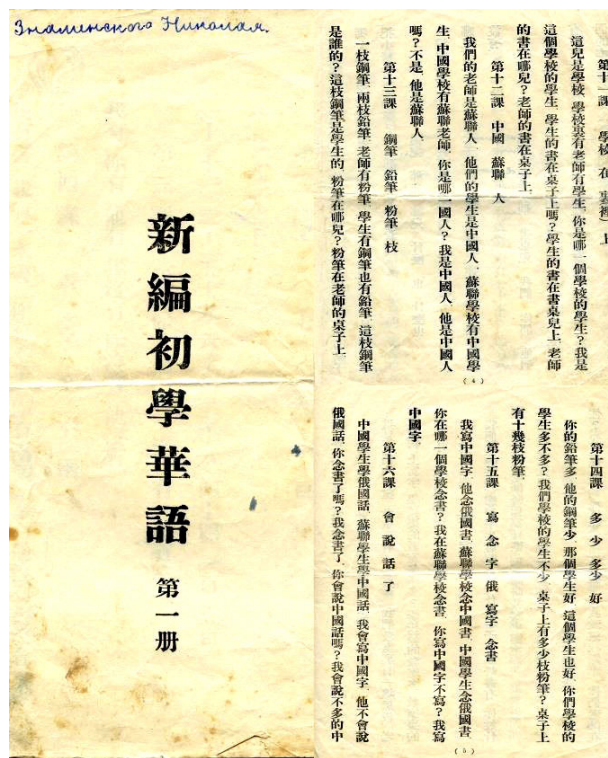 Знаменского Николая.
新編初學華語
第一册
第十一課 學校 在 裏(裡) 上
這兒是學校 學校裏有老師有學生 你是哪一個學校的學生?我是
這個學校的學生 學生的書在桌子上嗎?學生的書在書桌兒上 老師
的書在哪兒?老師的書在桌子上
第十二課 中國 蘇聯 人
我們的老師是蘇聯人 他們的學生是中國人 蘇聯學校有中國學
生 中國學校有蘇聯老師 你是哪一國人?我是中國人 他是中國人
嗎?不是 他是蘇聯人
第十三課 鋼筆 鉛筆 粉筆 枝
一枝鋼筆 兩枝鉛筆 老師有粉筆 學生有鋼筆也有鉛筆 這枝鋼筆
是誰的?這枝鋼筆是學生的 粉筆在哪兒?粉筆在老師的桌子上
(4)
第十四課 多 少 多少 好
你的鉛筆多 他的鋼筆少 那個學生好 這個學生也好 你們學校的
學生多不多?我們學校的學生不少 桌子上有多少枝粉筆?桌子上
有十幾枝粉筆
第十五課 寫 念 字 俄 寫字 念書
我寫中國字 他念俄國書 蘇聯學校念中國書 中國學生念俄國書
你在哪一個學校念書?我在蘇聯學校念書 你寫中國字不寫?我寫
中國字
第十六課 會 說 話 了
中國學生學俄國話 蘇聯學生學中國話 我會寫中國字 他不會說
俄國話 你念書了嗎?我念書了 你會說中國話嗎?我會說不多的中
(5)